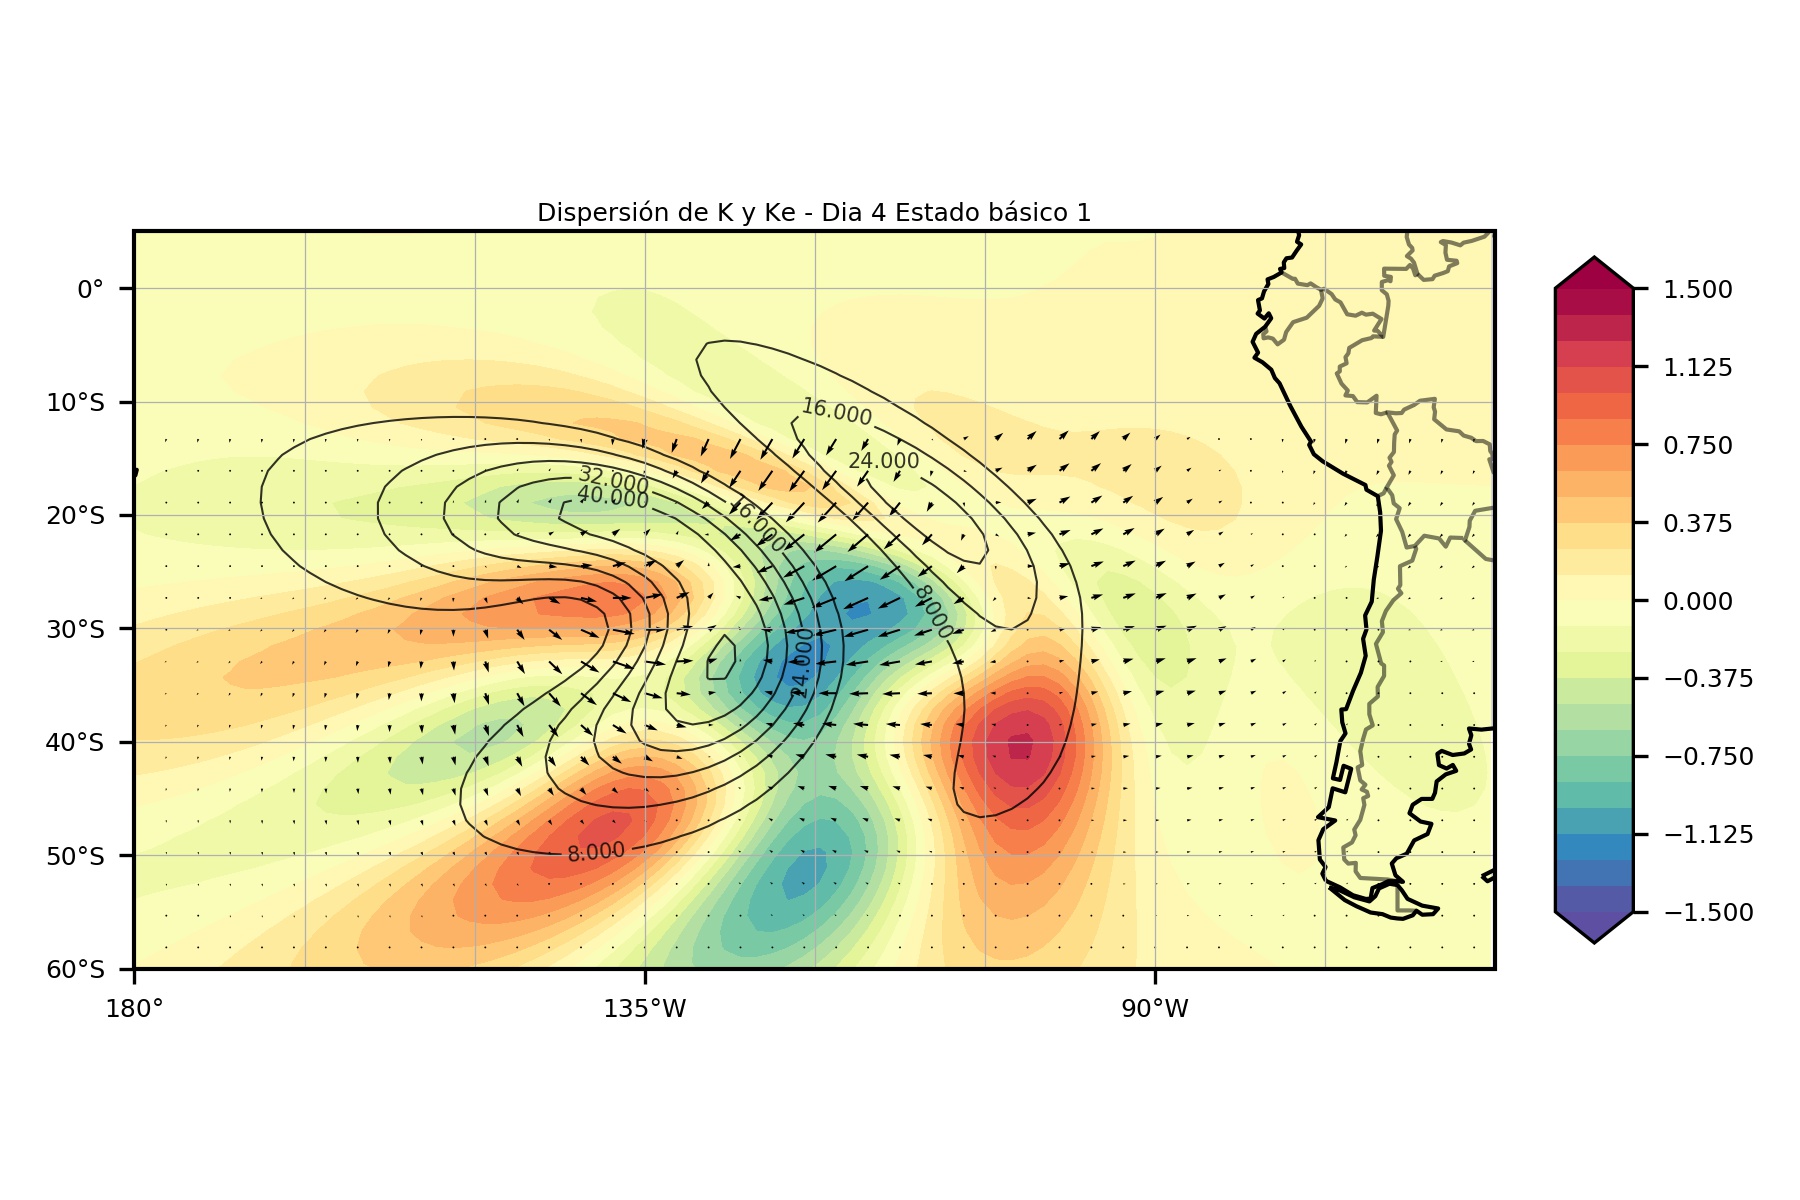 Dispersión de K y Ke - Dia 4 Estado básico 1
0°
10°S
20°S
30°S
40°S
50°S
60°S
180°
135°W
90°W
16.000
24.000
32.000
40.000
16.000
8.000
24.000
8.000
1.500
1.125
0.750
0.375
0.000
−0.375
−0.750
−1.125
−1.500